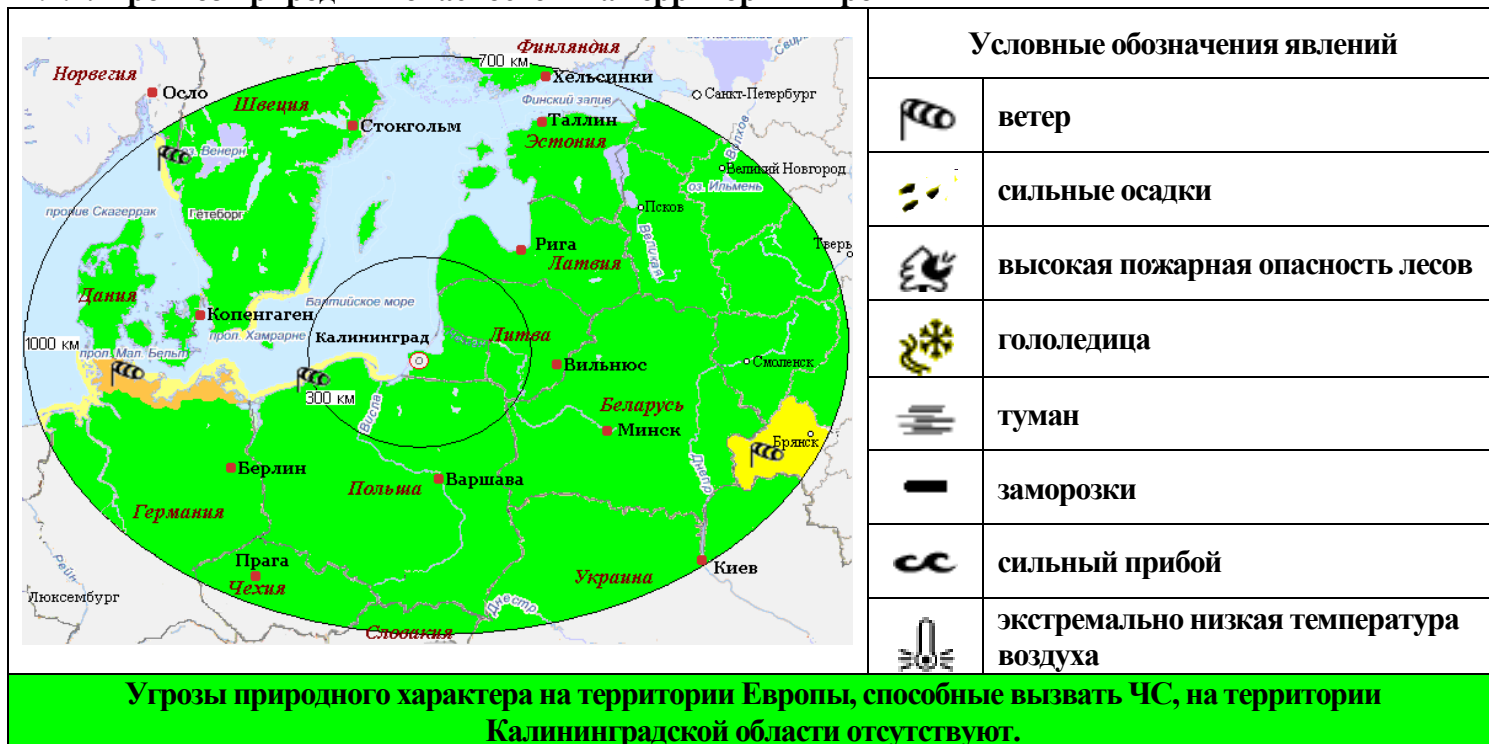 Финляндия
700 км
Норвегия
Хельсинки
Осло
Санкт-Петербург
Швеция
Финский залив
Стокгольм
Таллин
Волхов
Эстония
оз. Венерн
Великий Новгород
оз. Ильмень
Псков
пролив Скагеррак
Гётеборг
Великая
Рига
Тверь
Латвия
Дания
Балтийское море
Копенгаген
прол. Хамрарне
Калининград
Литва
1000 км
прол. Мал. Бельт
Вильнюс
Смоленск
300 км
Висла
Беларусь
Минск
Брянск
Берлин
Варшава
Днепр
Польша
Германия
Прага
Киев
Рейн
Чехия
Украина
Люксембург
Днестр
Словакия
Условные обозначения явлений
ветер
сильные осадки
высокая пожарная опасность лесов
гололедица
туман
заморозки
сильный прибой
экстремально низкая температура
воздуха
Угрозы природного характера на территории Европы, способные вызвать ЧС, на территории
Калининградской области отсутствуют.